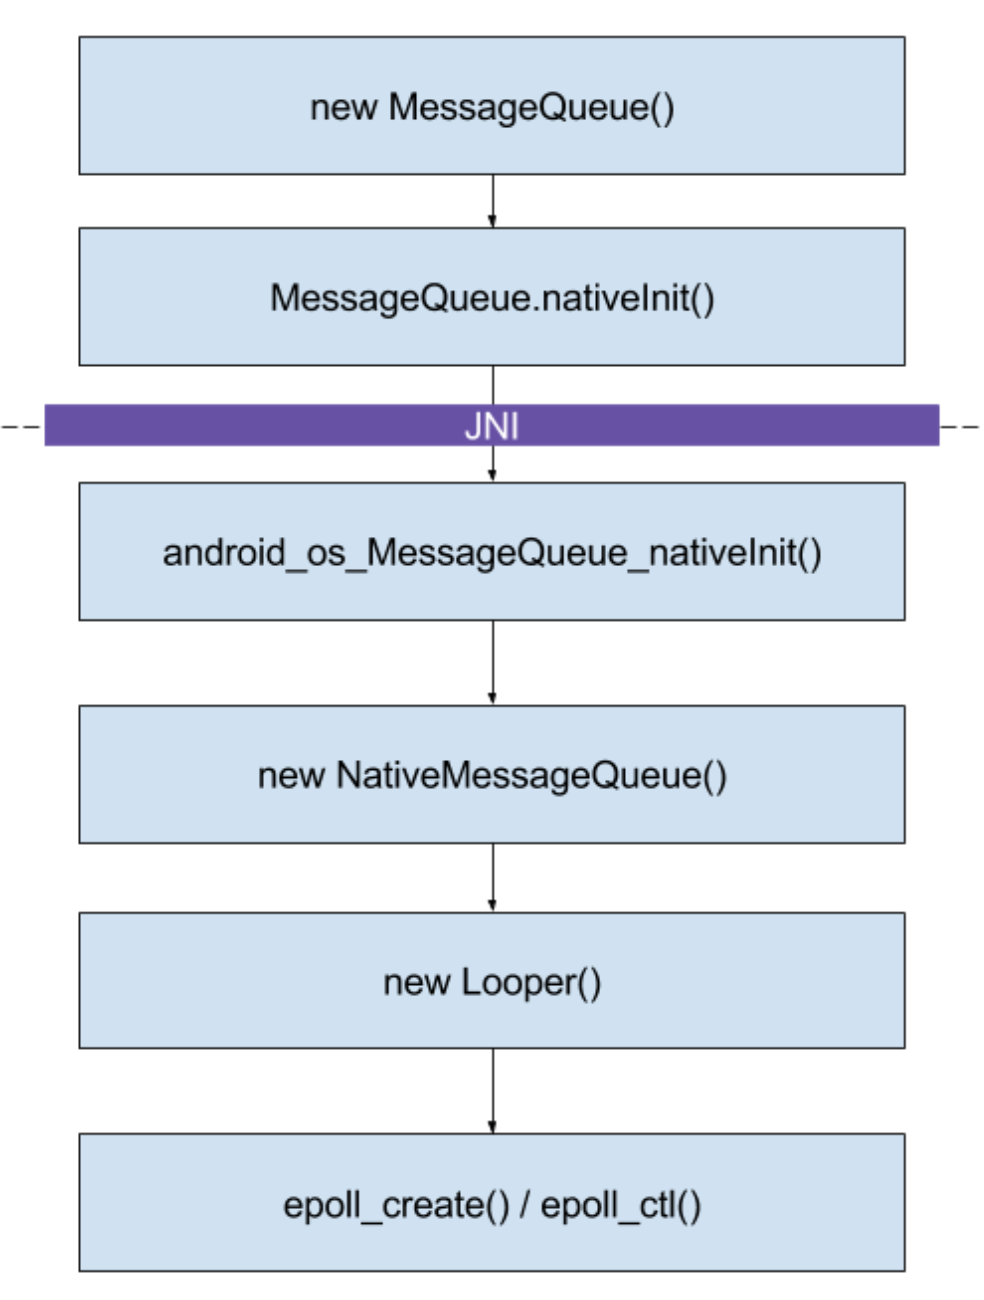 new MessageQueue()
MessageQueue.nativeInit()
JNI
android_os_MessageQueue_nativeInit()
new NativeMessageQueue()
new Looper()
epoll_create() / epoll_ctl()